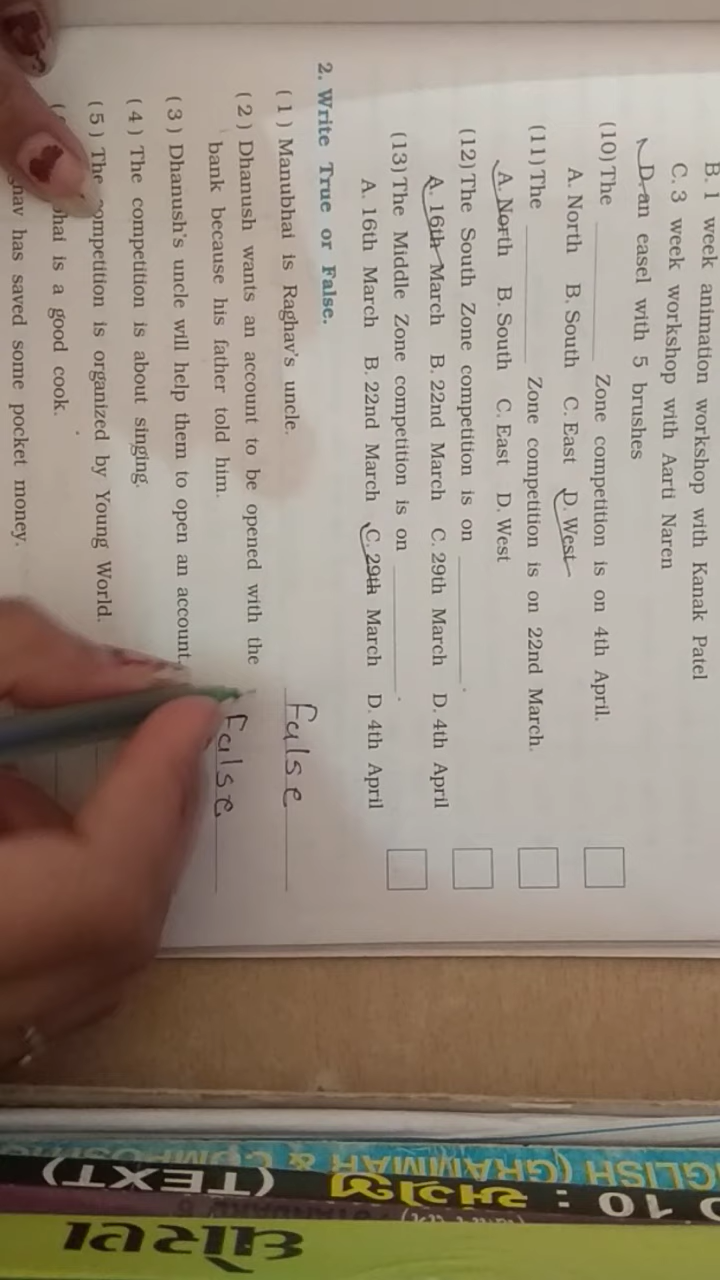 B. 1 week animation workshop with Kanak Patel
C. 3 week workshop with Aarti Naren
D. an easel with 5 brushes
(10) The ________ Zone competition is on 4th April.
A. North B. South C. East D. West
(11) The ________ Zone competition is on 22nd March.
A. North B. South C. East D. West
(12) The South Zone competition is on ________.
A. 16th March B. 22nd March C. 29th March D. 4th April
(13) The Middle Zone competition is on ________.
A. 16th March B. 22nd March C. 29th March D. 4th April
2. Write True or False.
(1) Manubhai is Raghav's uncle. False
(2) Dhanush wants an account to be opened with the
bank because his father told him. False
(3) Dhanush's uncle will help them to open an account.
(4) The competition is about singing.
(5) The competition is organized by Young World.
is a good cook.
has saved some pocket money.
(GRAMMAR &
10 : અંગ્રેજી (TEXT)
ધોરણ